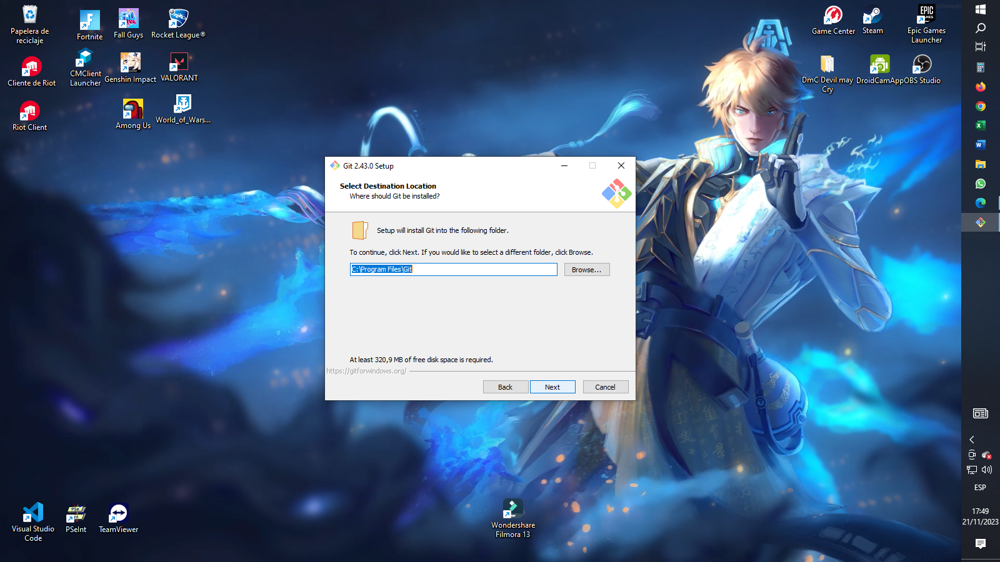 Papelera de
reciclaje
Fortnite
Fall Guys
Rocket League®
Cliente de Riot
CMClient
Launcher
Genshin Impact
VALORANT
Riot Client
Among Us
World_of_Wars...
Game Center
Steam
EPIC
GAMES
Epic Games
Launcher
DmC Devil may
Cry
DroidCamApp
OBS Studio
Git 2.43.0 Setup
Select Destination Location
Where should Git be installed?
Setup will install Git into the following folder.
To continue, click Next. If you would like to select a different folder, click Browse.
C:\Program Files\Git
Browse...
At least 320,9 MB of free disk space is required.
https://gitforwindows.org/
Back
Next
Cancel
Visual Studio
Code
PSe
nt
PSeInt
TeamViewer
Wondershare
Filmora 13
ESP
17:49
21/11/2023